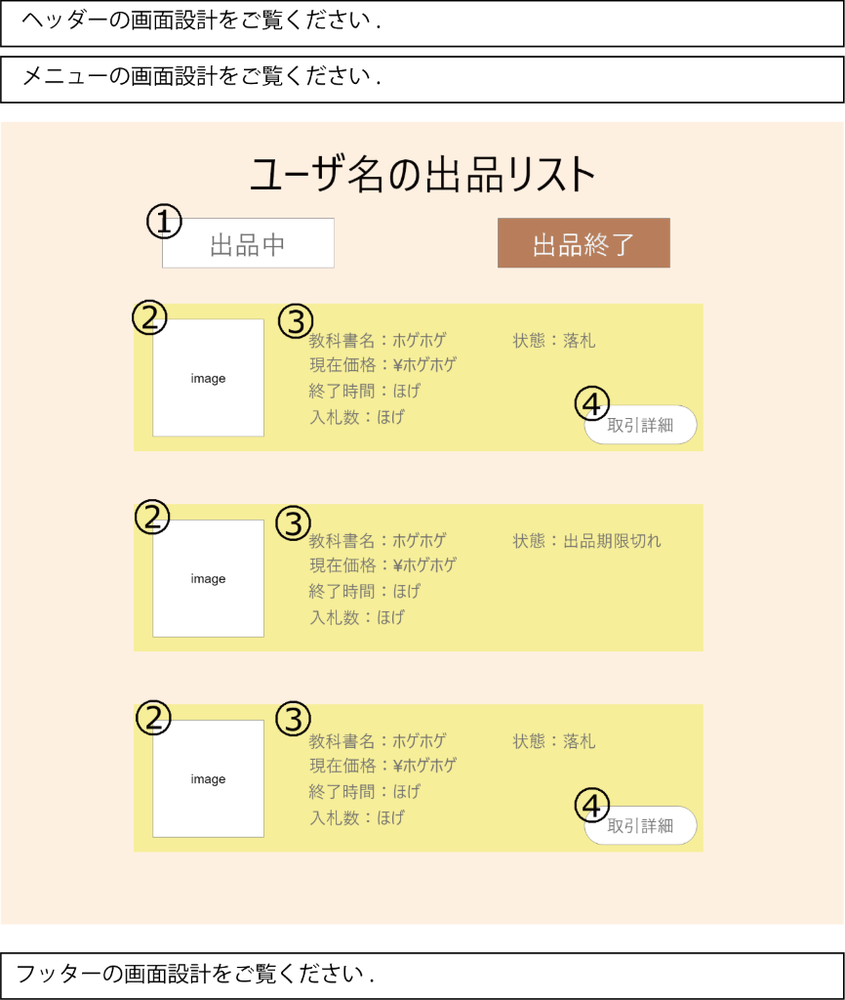 ヘッダーの画面設計をご覧ください.
メニューの画面設計をご覧ください.
ユーザ名の出品リスト
①
出品中
出品終了
②
image
③
教科書名：ホゲホゲ
状態：落札
現在価格：¥ホゲホゲ
終了時間：ほげ
入札数：ほげ
④
取引詳細
②
image
③
教科書名：ホゲホゲ
状態：出品期限切れ
現在価格：¥ホゲホゲ
終了時間：ほげ
入札数：ほげ
②
image
③
教科書名：ホゲホゲ
状態：落札
現在価格：¥ホゲホゲ
終了時間：ほげ
入札数：ほげ
④
取引詳細
フッターの画面設計をご覧ください.